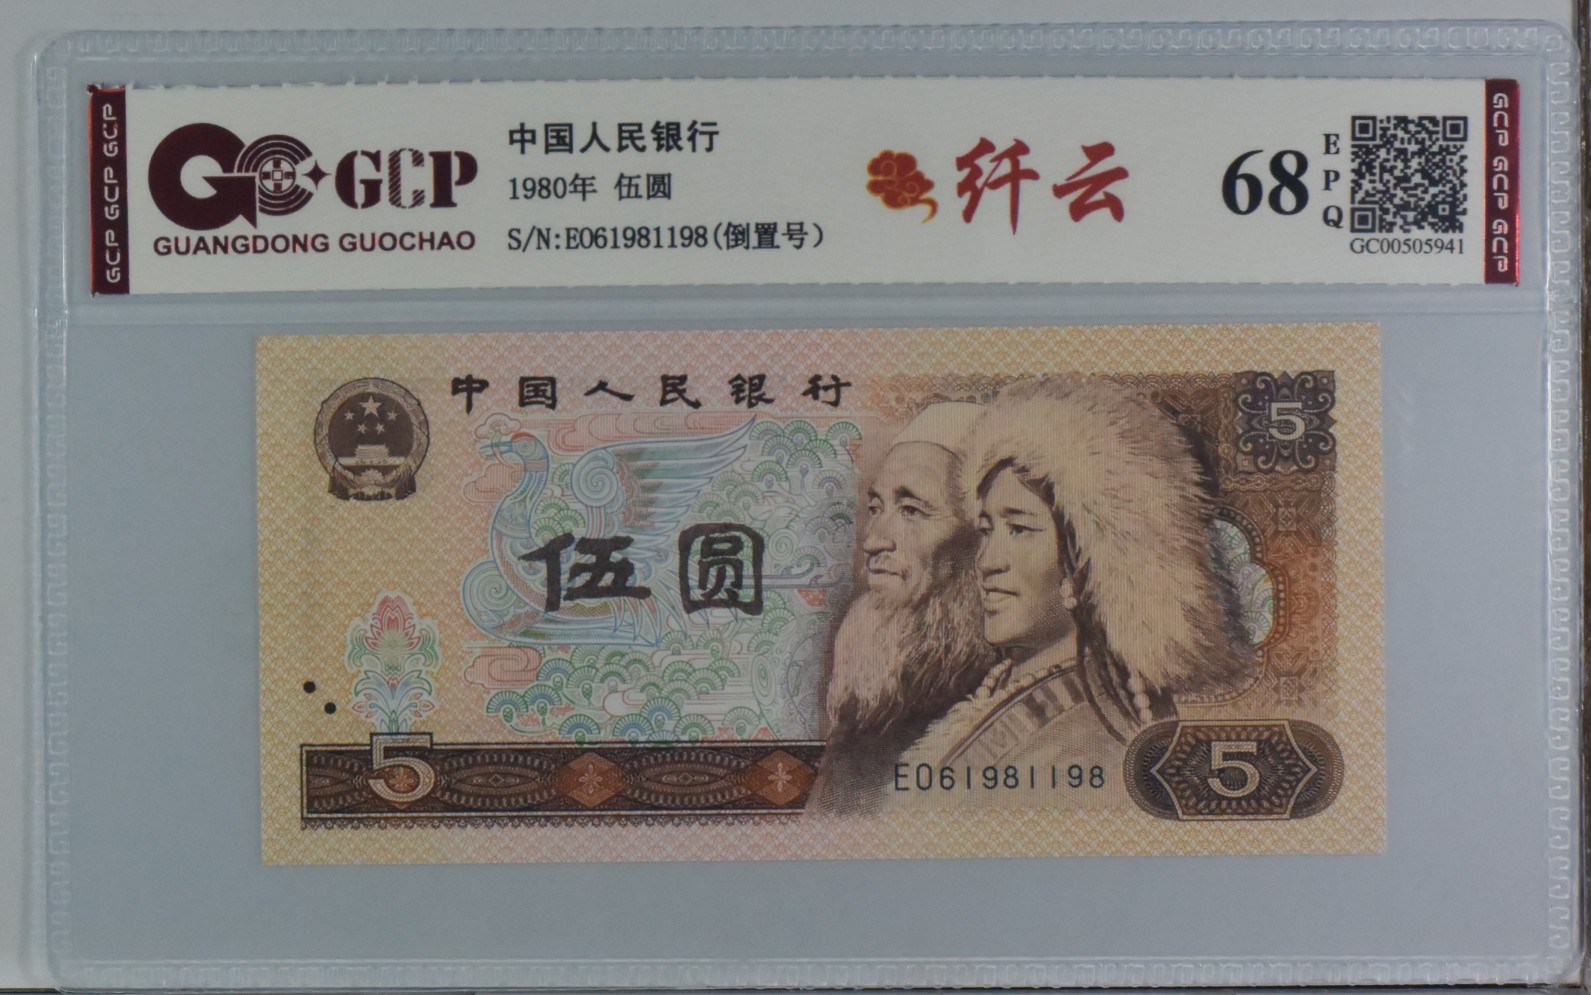 GCP GCP GCP
GCP
GUANGDONG GUOCHAO
中国人民银行
1980年 伍圆
S/N:E061981198(倒置号)
纤云
68
EPQ
GC00505941
GCP GCP GCP
中国人民银行
5
伍圆
5
E061981198
5